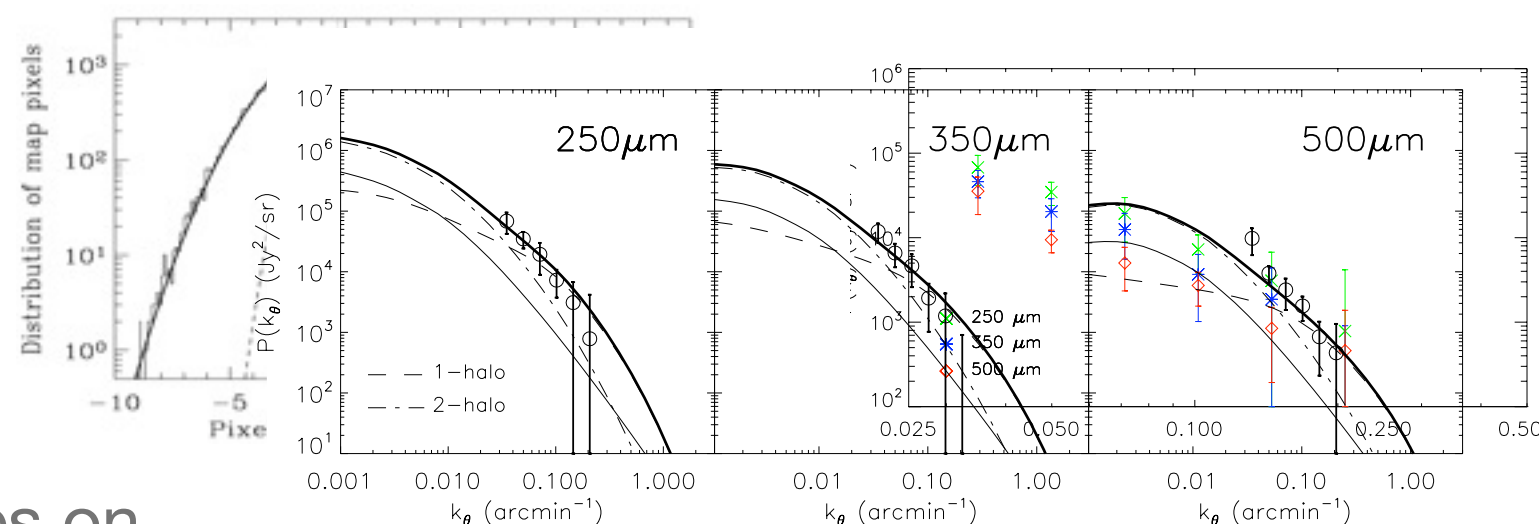 Distribution of map pixels
10³
10²
10¹
10⁰
−10
−5
Pixe
P(k_θ) (Jy²/sr)
10⁷
10⁶
10⁵
10⁴
10³
10²
10¹
250μm
1-halo
2-halo
0.001
0.010
0.100
1.000
k_θ (arcmin⁻¹)
350μm
0.01
0.10
1.00
k_θ (arcmin⁻¹)
10⁶
10⁵
10⁴
10³
10²
250 μm
350 μm
500 μm
0.025
0.050
0.100
0.250
0.50
500μm
0.01
0.10
1.00
k_θ (arcmin⁻¹)
es on